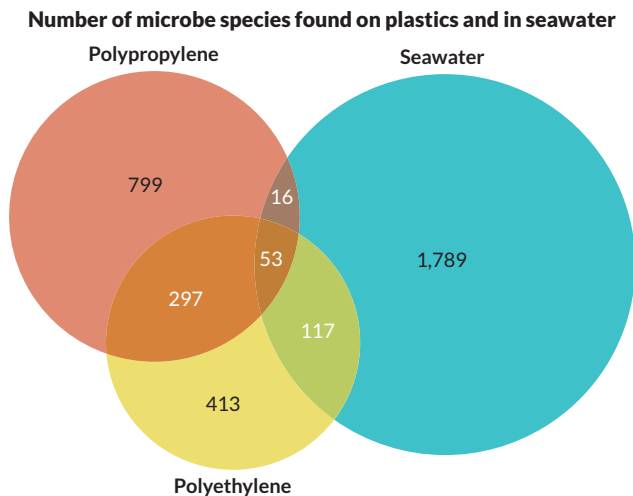 Number of microbe species found on plastics and in seawater
Polypropylene
Seawater
799
16
53
1,789
297
117
413
Polyethylene